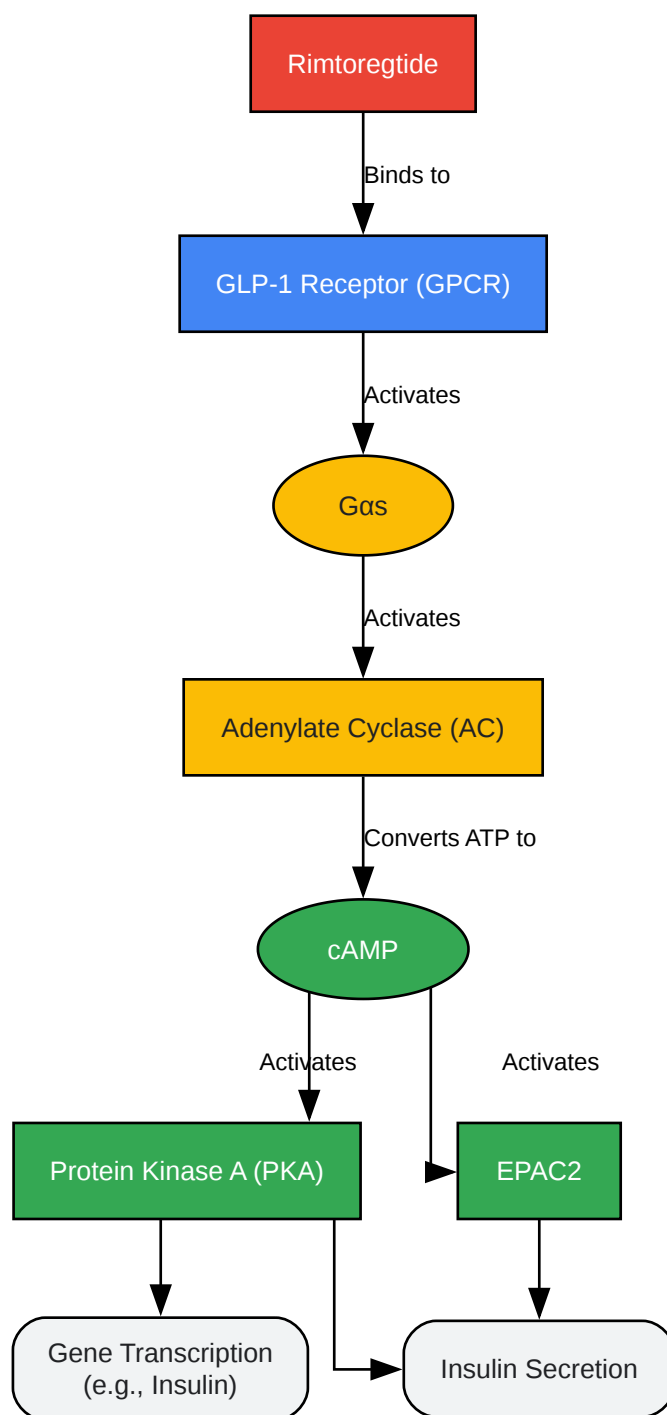 Rimtoregtide
Binds to
GLP-1 Receptor (GPCR)
Activates
Gαs
Activates
Adenylate Cyclase (AC)
Converts ATP to
cAMP
Activates
Activates
Protein Kinase A (PKA)
EPAC2
Gene Transcription
(e.g., Insulin)
Insulin Secretion